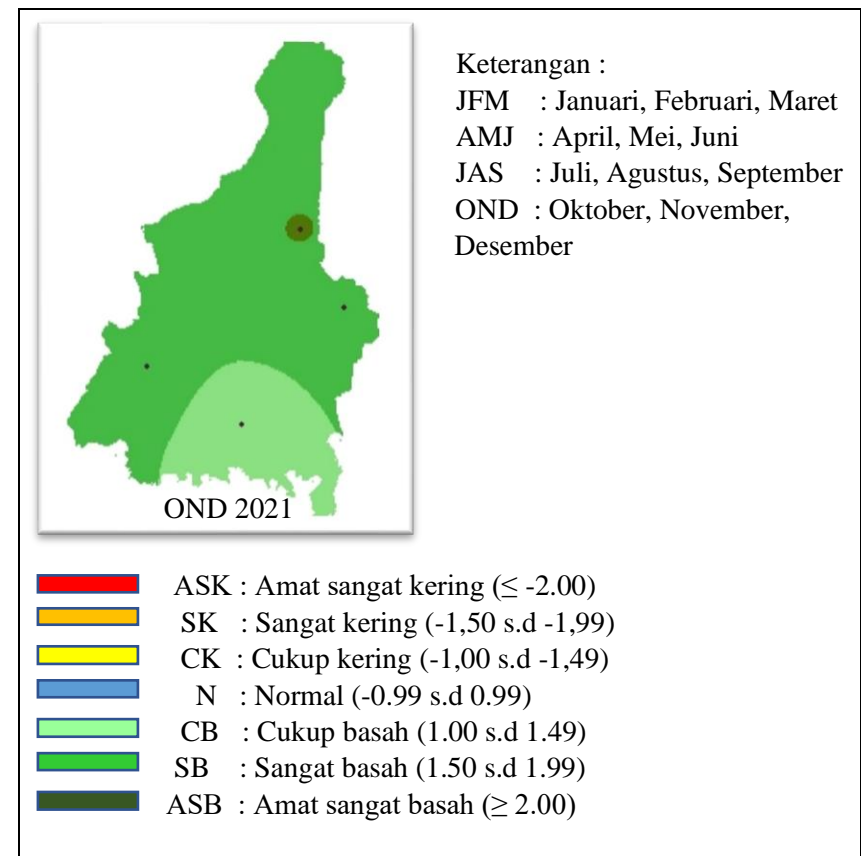 Keterangan :
JFM : Januari, Februari, Maret
AMJ : April, Mei, Juni
JAS : Juli, Agustus, September
OND : Oktober, November,
Desember
OND 2021
ASK : Amat sangat kering (≤ -2.00)
SK : Sangat kering (-1,50 s.d -1,99)
CK : Cukup kering (-1,00 s.d -1,49)
N : Normal (-0.99 s.d 0.99)
CB : Cukup basah (1.00 s.d 1.49)
SB : Sangat basah (1.50 s.d 1.99)
ASB : Amat sangat basah (≥ 2.00)